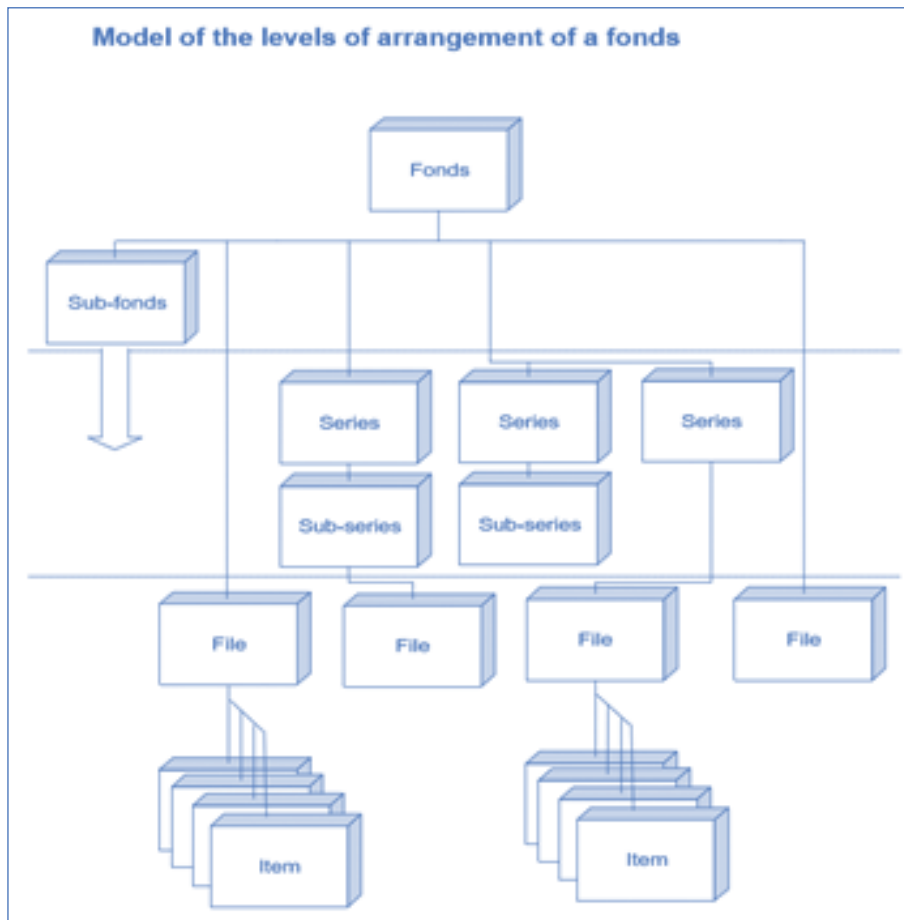 Model of the levels of arrangement of a fonds
Fonds
Sub-fonds
Series
Series
Series
Sub-series
Sub-series
File
File
File
File
Item
Item